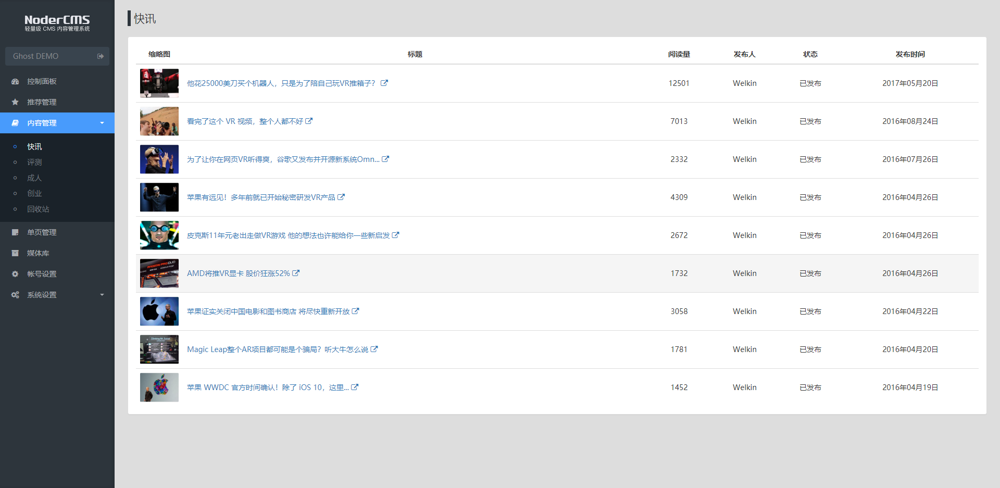 NoderCMS
轻量级 CMS 内容管理系统
Ghost DEMO
控制面板
推荐管理
内容管理
快讯
评测
成人
创业
回收站
单页管理
媒体库
帐号设置
系统设置
快讯
缩略图 标题 阅读量 发布人 状态 发布时间
他花25000美刀买个机器人，只是为了陪自己玩VR推箱子？ 12501 Welkin 已发布 2017年05月20日
看完了这个 VR 视频，整个人都不好 7013 Welkin 已发布 2016年08月24日
为了让你在网页VR听得爽，谷歌又发布并开源新系统Omn... 2332 Welkin 已发布 2016年07月26日
苹果有远见！多年前就已开始秘密研发VR产品 4309 Welkin 已发布 2016年04月26日
皮克斯11年元老出走做VR游戏 他的想法也许能给你一些新启发 2672 Welkin 已发布 2016年04月26日
RADEON PRO DUO
AMD将推VR显卡 股价狂涨52% 1732 Welkin 已发布 2016年04月26日
苹果证实关闭中国电影和图书商店 将尽快重新开放 3058 Welkin 已发布 2016年04月22日
Magic Leap整个AR项目都可能是个骗局？听大牛怎么说 1781 Welkin 已发布 2016年04月20日
苹果 WWDC 官方时间确认！除了 iOS 10，这里... 1452 Welkin 已发布 2016年04月19日